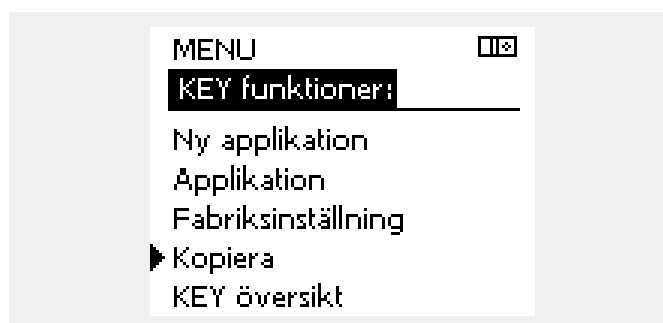 MENU
KEY funktioner:
Ny applikation
Applikation
Fabriksinställning
Kopiera
KEY översikt